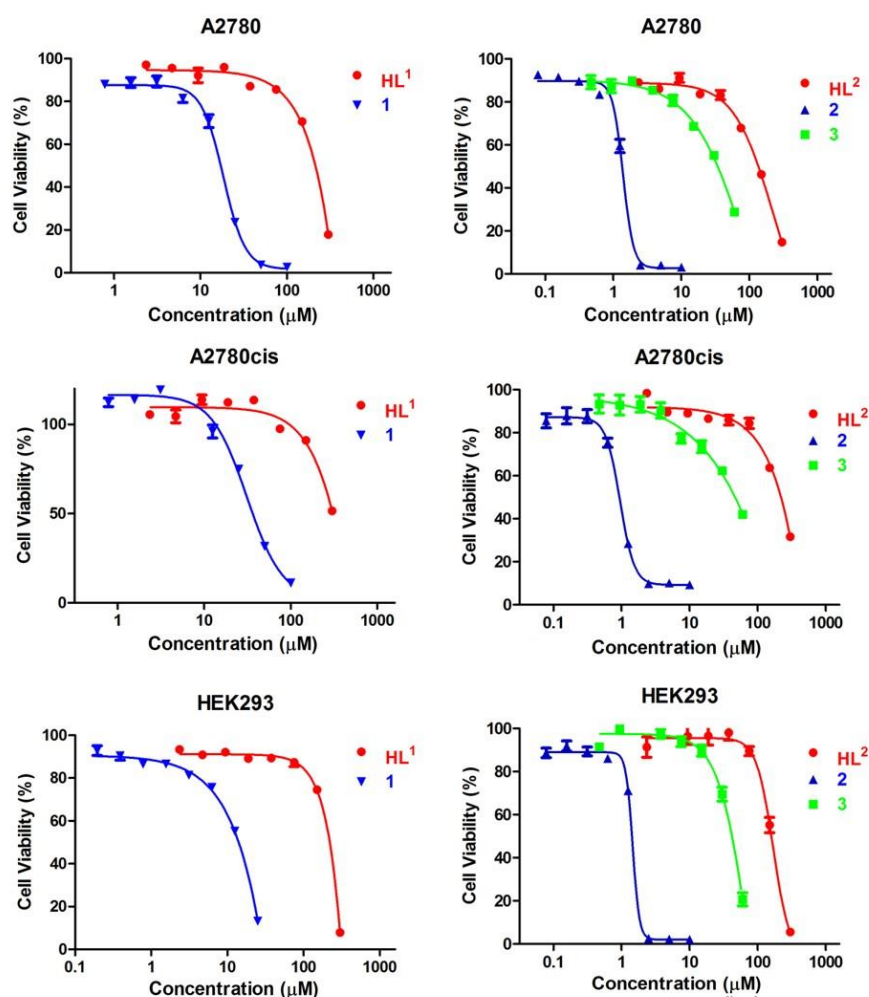 A2780
Cell Viability (%)
100
80
60
40
20
0
1
10
100
1000
Concentration (μM)
HL¹
1
A2780
Cell Viability (%)
100
80
60
40
20
0
0.1
1
10
100
1000
Concentration (μM)
HL²
2
3
A2780cis
Cell Viability (%)
100
50
0
1
10
100
1000
Concentration (μM)
HL¹
1
A2780cis
Cell Viability (%)
100
80
60
40
20
0
0.1
1
10
100
1000
Concentration (μM)
HL²
2
3
HEK293
Cell Viability (%)
100
80
60
40
20
0
0.1
1
10
100
1000
Concentration (μM)
HL¹
1
HEK293
Cell Viability (%)
100
80
60
40
20
0
0.1
1
10
100
1000
Concentration (μM)
HL²
2
3